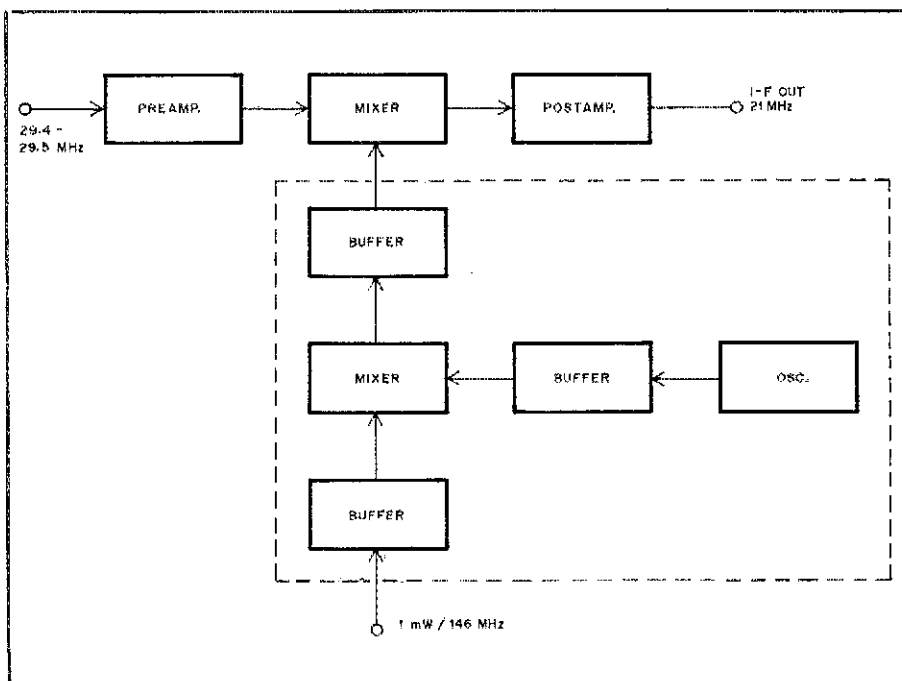 PREAMP.
MIXER
POSTAMP.
I-F OUT
21 MHz
29.4 -
29.5 MHz
BUFFER
MIXER
BUFFER
OSC.
BUFFER
1 mW / 146 MHz